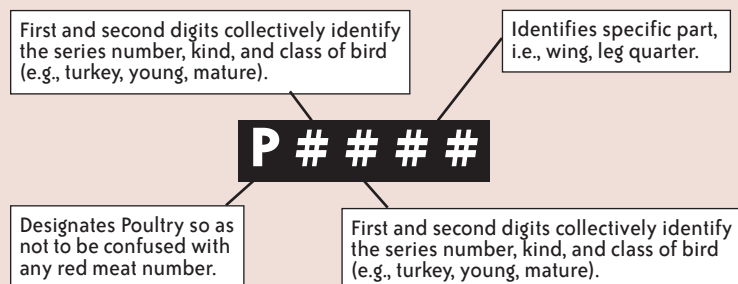 First and second digits collectively identify
the series number, kind, and class of bird
(e.g., turkey, young, mature).
Identifies specific part,
i.e., wing, leg quarter.
P # # # #
Designates Poultry so as
not to be confused with
any red meat number.
First and second digits collectively identify
the series number, kind, and class of bird
(e.g., turkey, young, mature).